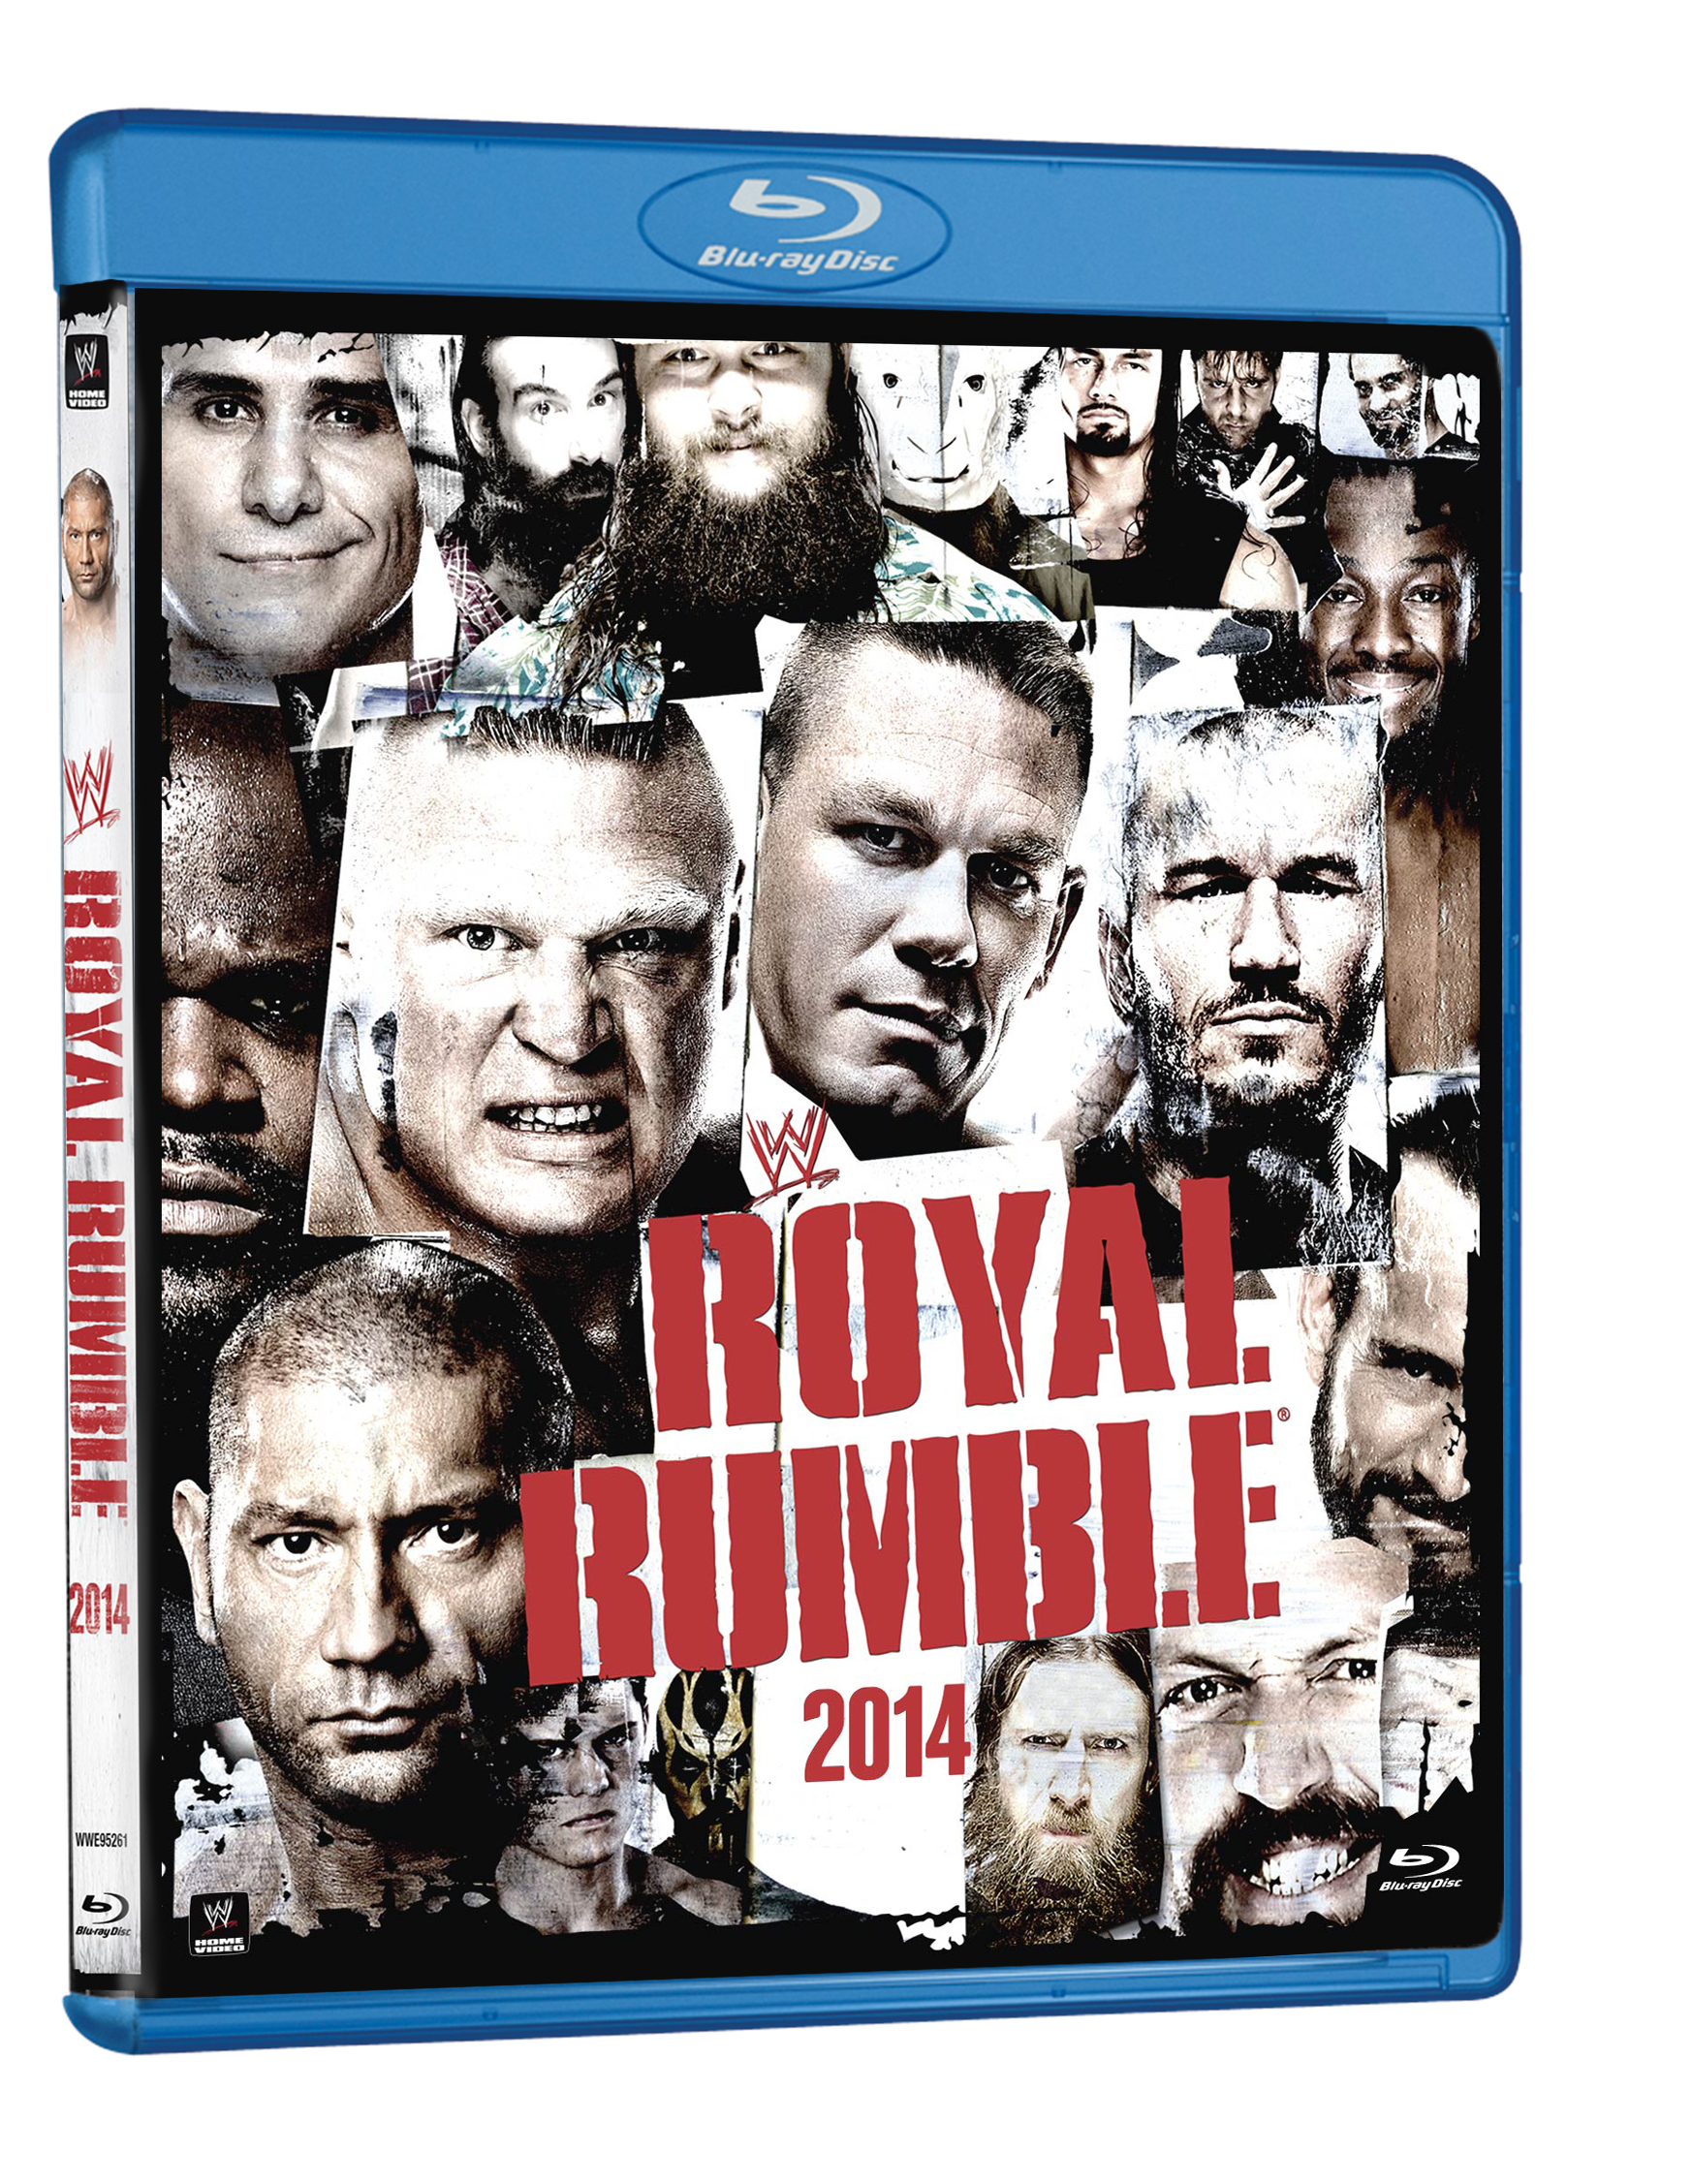 Blu-ray Disc
W
HOME
VIDEO
W
ROYAL RUMBLE
2014
WWE95261
Blu-ray Disc
W
ROYAL
RUMBLE®
2014
W
HOME
VIDEO
Blu-ray Disc